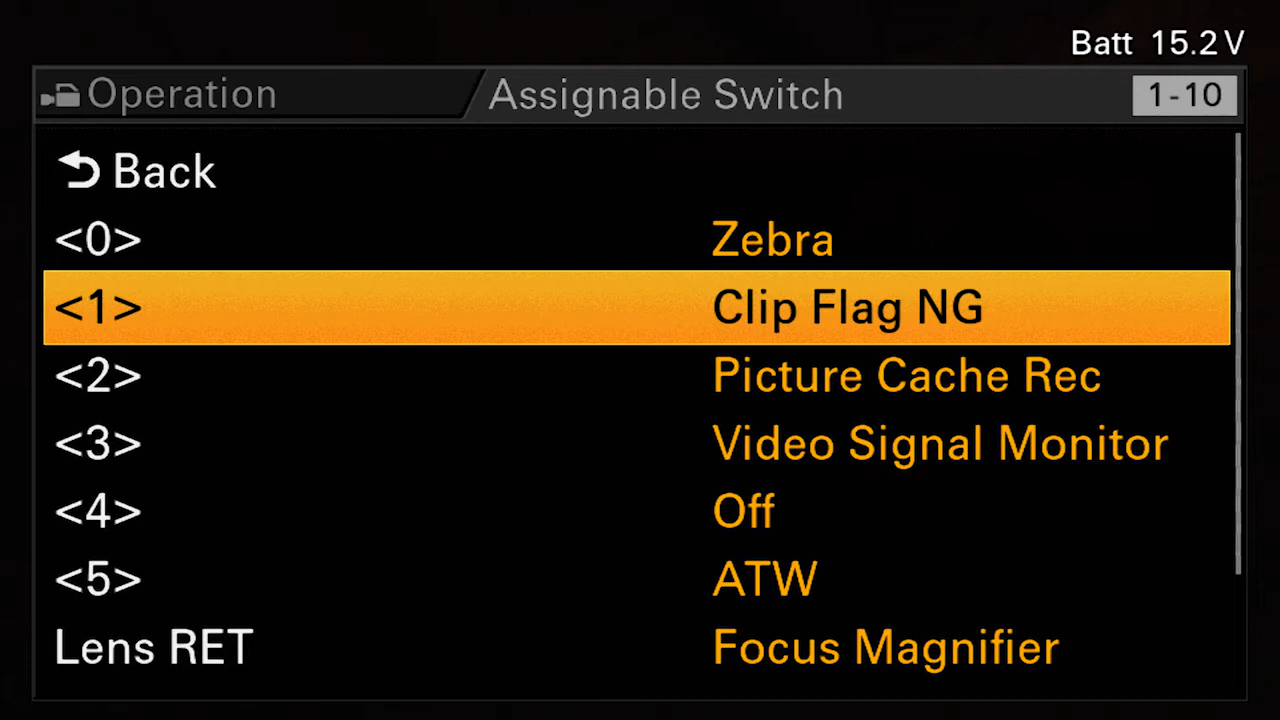 Batt 15.2V
Operation Assignable Switch 1-10
Back
<0> Zebra
<1> Clip Flag NG
<2> Picture Cache Rec
<3> Video Signal Monitor
<4> Off
<5> ATW
Lens RET Focus Magnifier